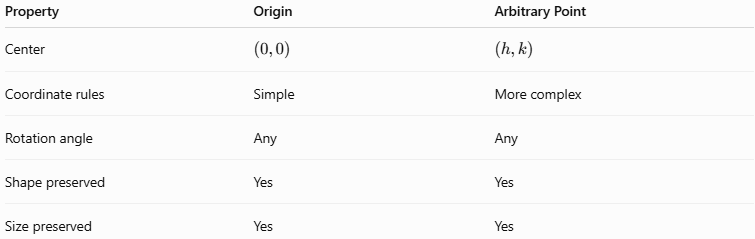 Property Origin Arbitrary Point
Center (0, 0) (h, k)
Coordinate rules Simple More complex
Rotation angle Any Any
Shape preserved Yes Yes
Size preserved Yes Yes